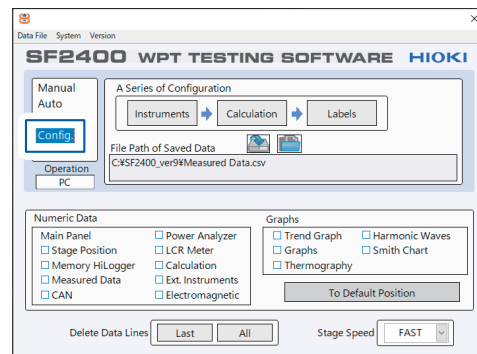 Data File System Version
SF2400 WPT TESTING SOFTWARE HIOKI
Manual
Auto
Config.
Operation
PC
A Series of Configuration
Instruments Calculation Labels
File Path of Saved Data
C:¥SF2400_ver9¥Measured Data.csv
Numeric Data
Main Panel
Stage Position
Memory HiLogger
Measured Data
CAN
Power Analyzer
LCR Meter
Calculation
Ext. Instruments
Electromagnetic
Graphs
Trend Graph
Graphs
Thermography
Harmonic Waves
Smith Chart
To Default Position
Delete Data Lines Last All
Stage Speed FAST